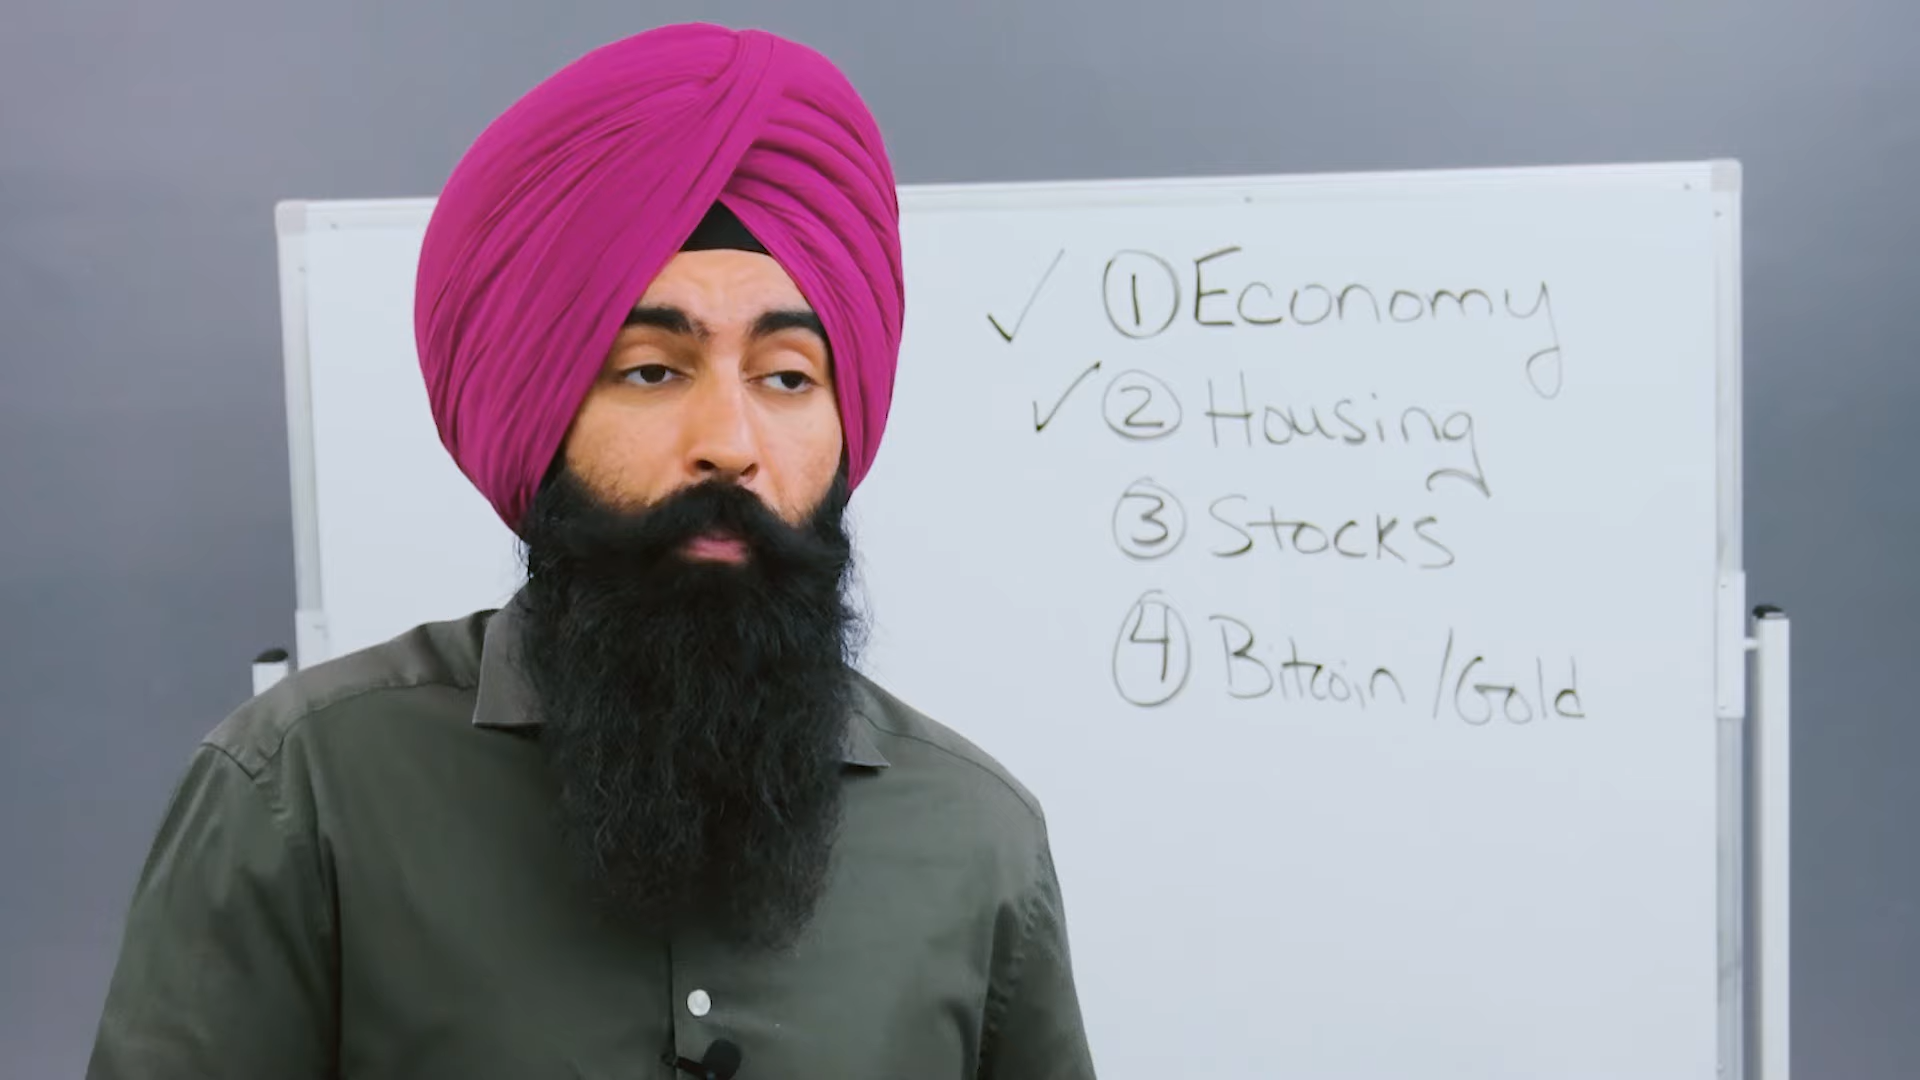 ✓ ① Economy
✓ ② Housing
③ Stocks
④ Bitcoin/Gold